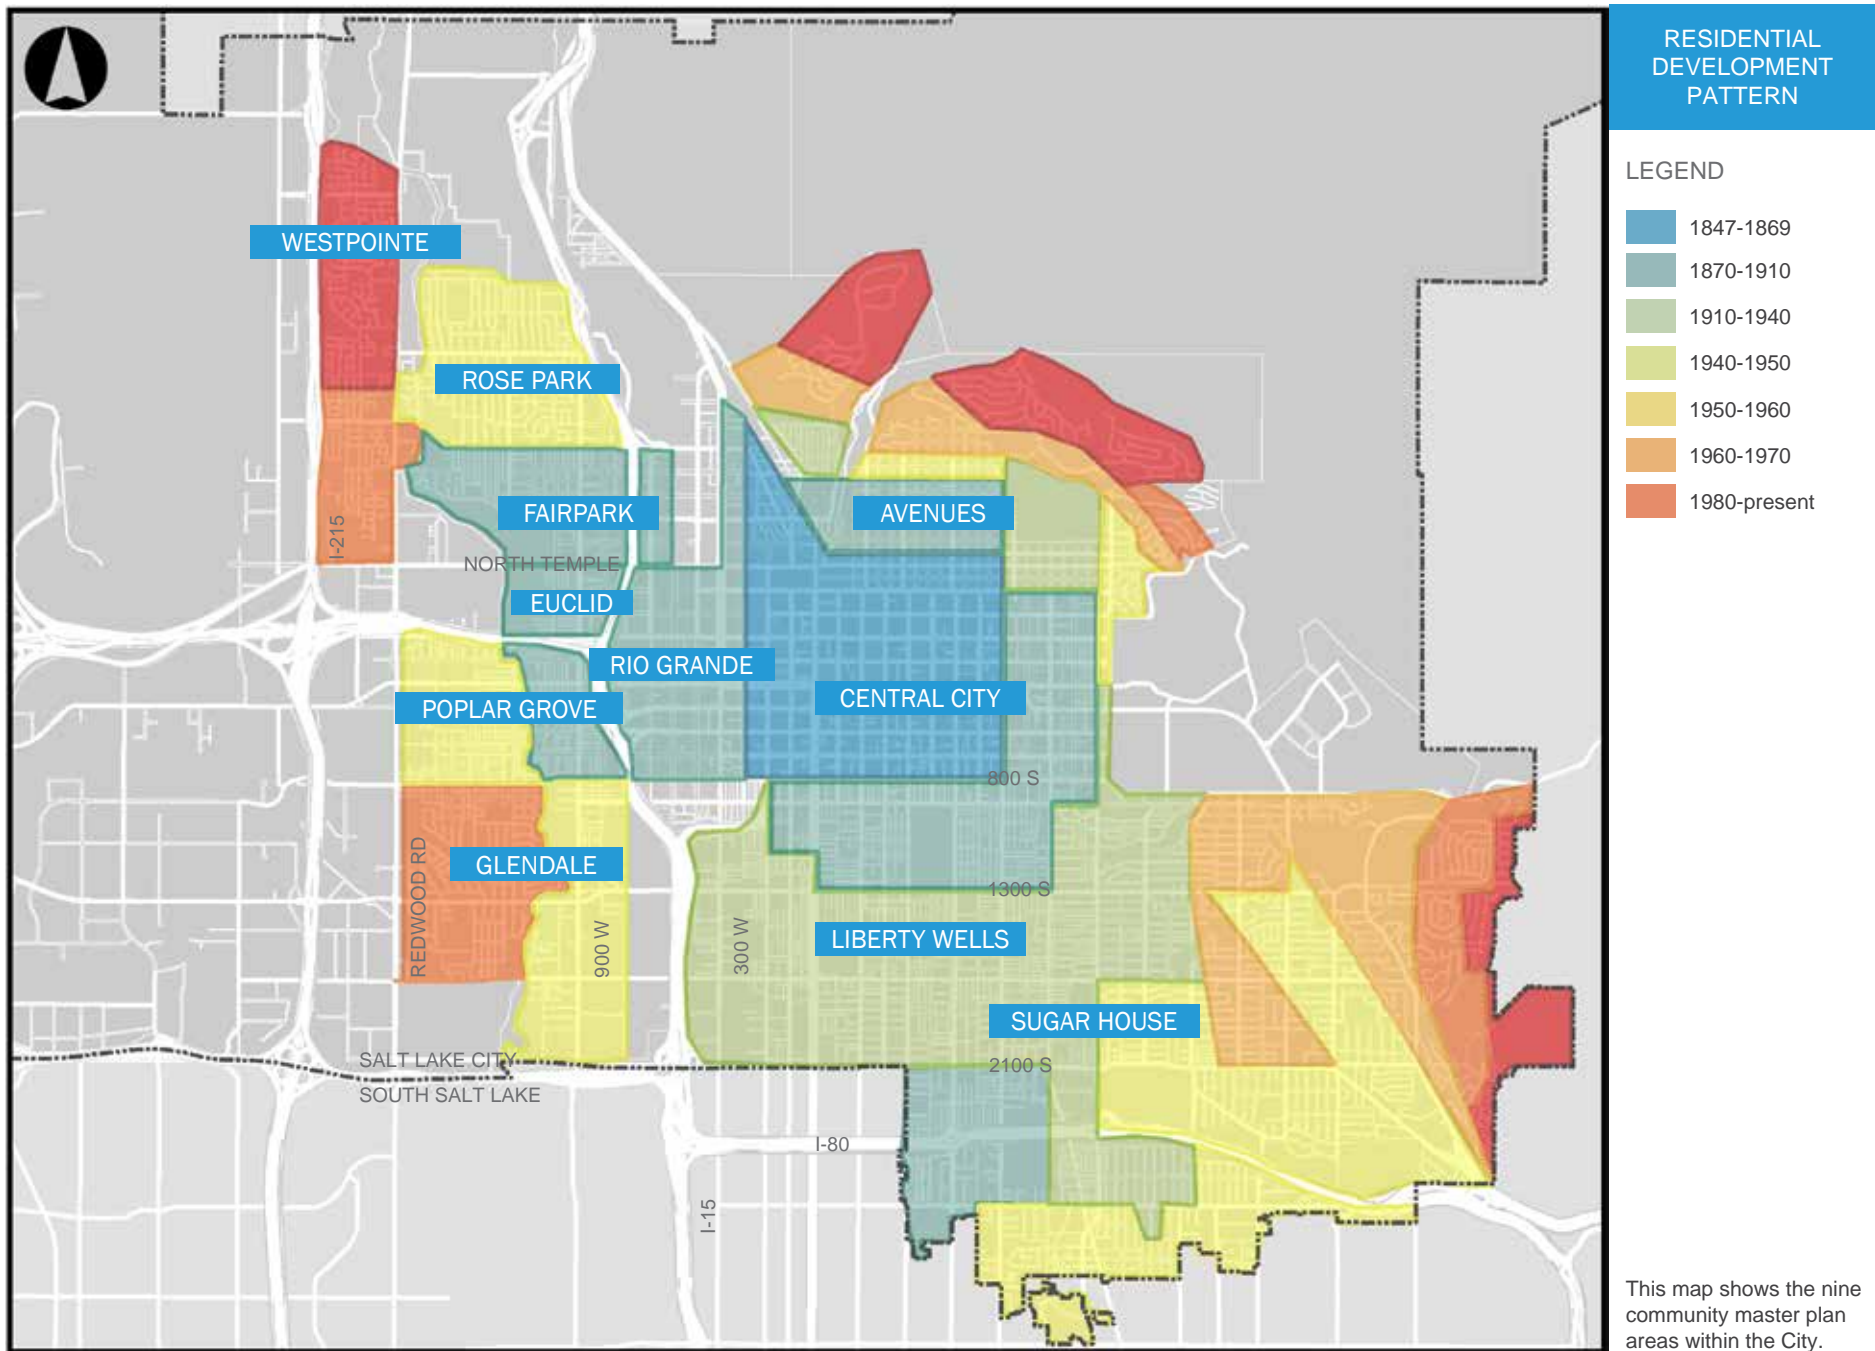 RESIDENTIAL
DEVELOPMENT
PATTERN
LEGEND
1847-1869
1870-1910
1910-1940
1940-1950
1950-1960
1960-1970
1980-present
WESTPOINTE
ROSE PARK
FAIRPARK
AVENUES
I-215
NORTH TEMPLE
EUCLID
RIO GRANDE
CENTRAL CITY
POPLAR GROVE
800 S
GLENDALE
REDWOOD RD
900 W
300 W
1300 S
LIBERTY WELLS
SUGAR HOUSE
2100 S
SALT LAKE CITY
SOUTH SALT LAKE
I-80
I-15
This map shows the nine
community master plan
areas within the City.